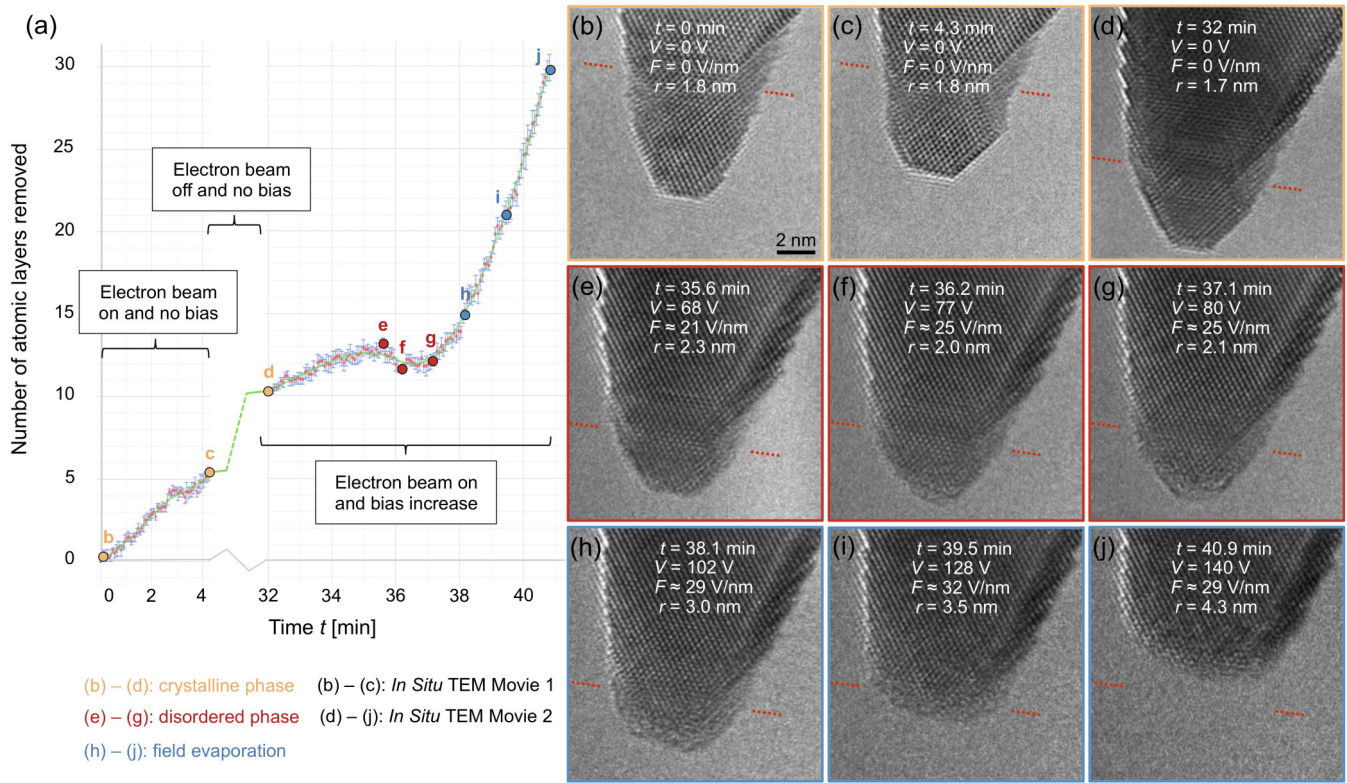 (a)
Number of atomic layers removed
30
25
20
15
10
5
0
0 2 4 32 34 36 38 40
Time t [min]
Electron beam
off and no bias
Electron beam
on and no bias
Electron beam on
and bias increase
b
c
d
e
f
g
h
i
j
(b) – (d): crystalline phase
(e) – (g): disordered phase
(h) – (j): field evaporation
(b) – (c): In Situ TEM Movie 1
(d) – (j): In Situ TEM Movie 2
(b)
t = 0 min
V = 0 V
F = 0 V/nm
r = 1.8 nm
2 nm
(c)
t = 4.3 min
V = 0 V
F = 0 V/nm
r = 1.8 nm
(d)
t = 32 min
V = 0 V
F = 0 V/nm
r = 1.7 nm
(e)
t = 35.6 min
V = 68 V
F ≈ 21 V/nm
r = 2.3 nm
(f)
t = 36.2 min
V = 77 V
F ≈ 25 V/nm
r = 2.0 nm
(g)
t = 37.1 min
V = 80 V
F ≈ 25 V/nm
r = 2.1 nm
(h)
t = 38.1 min
V = 102 V
F ≈ 29 V/nm
r = 3.0 nm
(i)
t = 39.5 min
V = 128 V
F ≈ 32 V/nm
r = 3.5 nm
(j)
t = 40.9 min
V = 140 V
F ≈ 29 V/nm
r = 4.3 nm